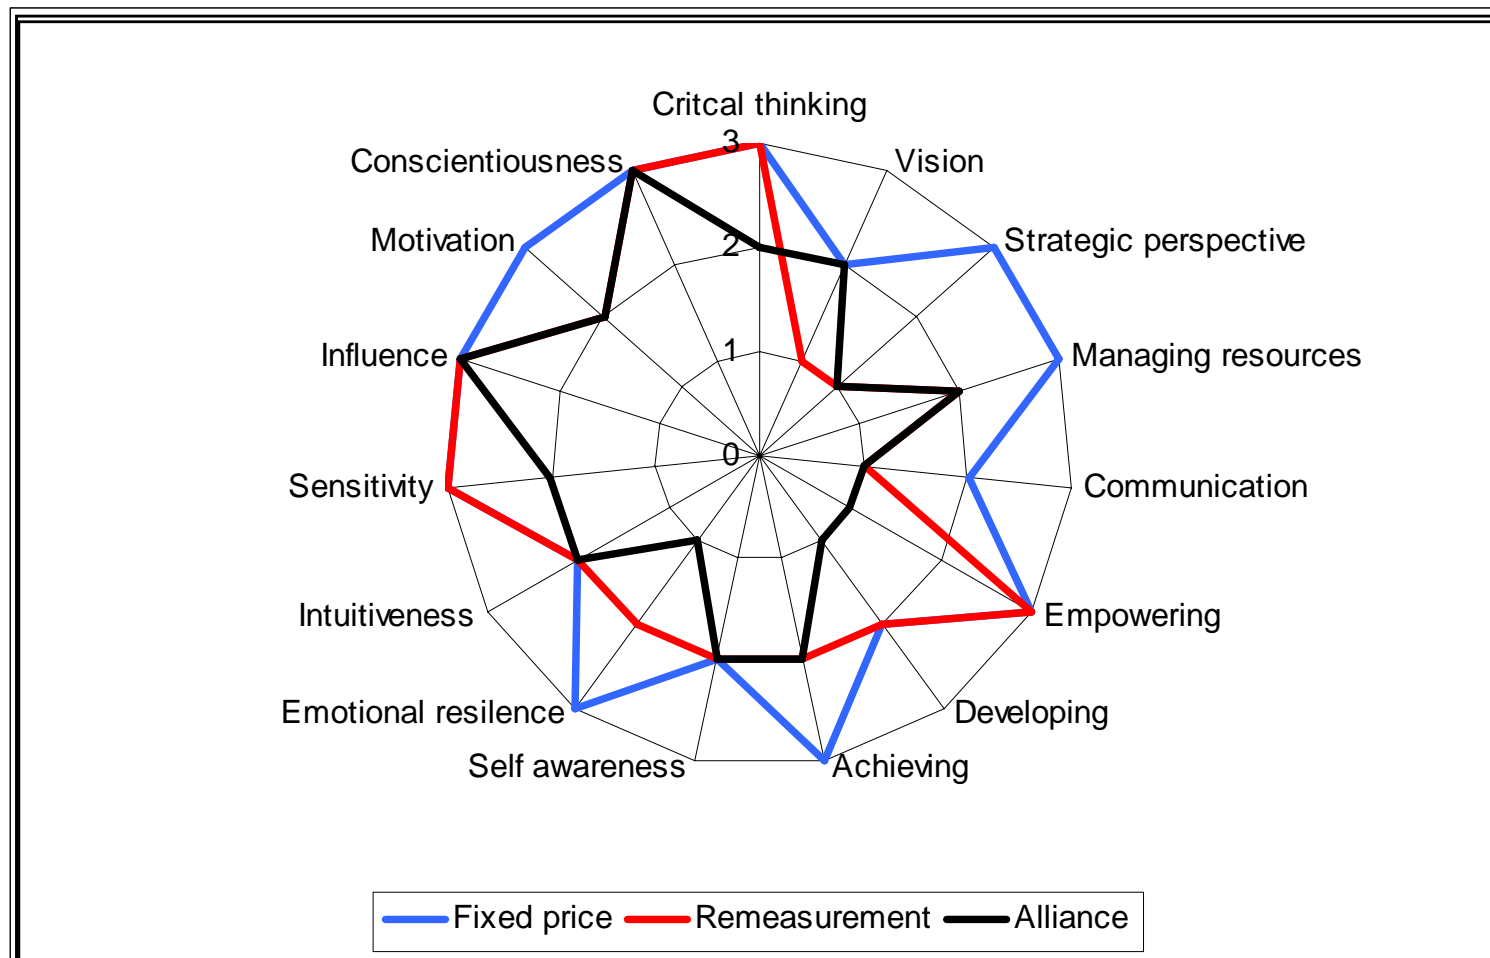 Critcal thinking
3
Conscientiousness
Vision
Motivation
2
Strategic perspective
Influence
1
Managing resources
0
Sensitivity
Communication
Intuitiveness
Empowering
Emotional resilence
Developing
Self awareness
Achieving
Fixed price Remeasurement Alliance